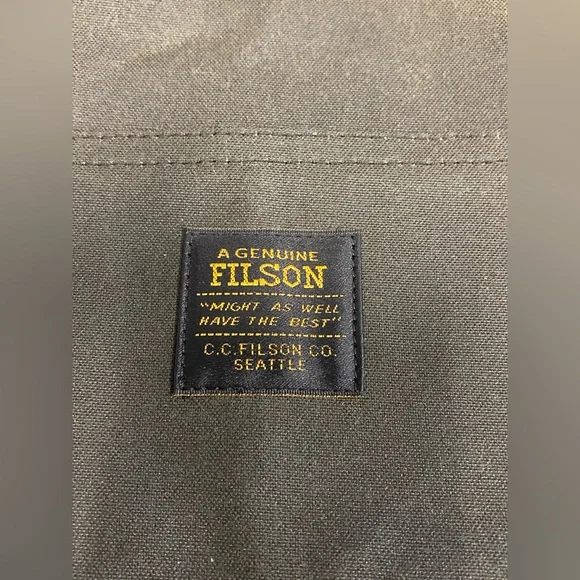 A GENUINE
FILSON
"MIGHT AS WELL
HAVE THE BEST"
C.C.FILSON CO.
SEATTLE